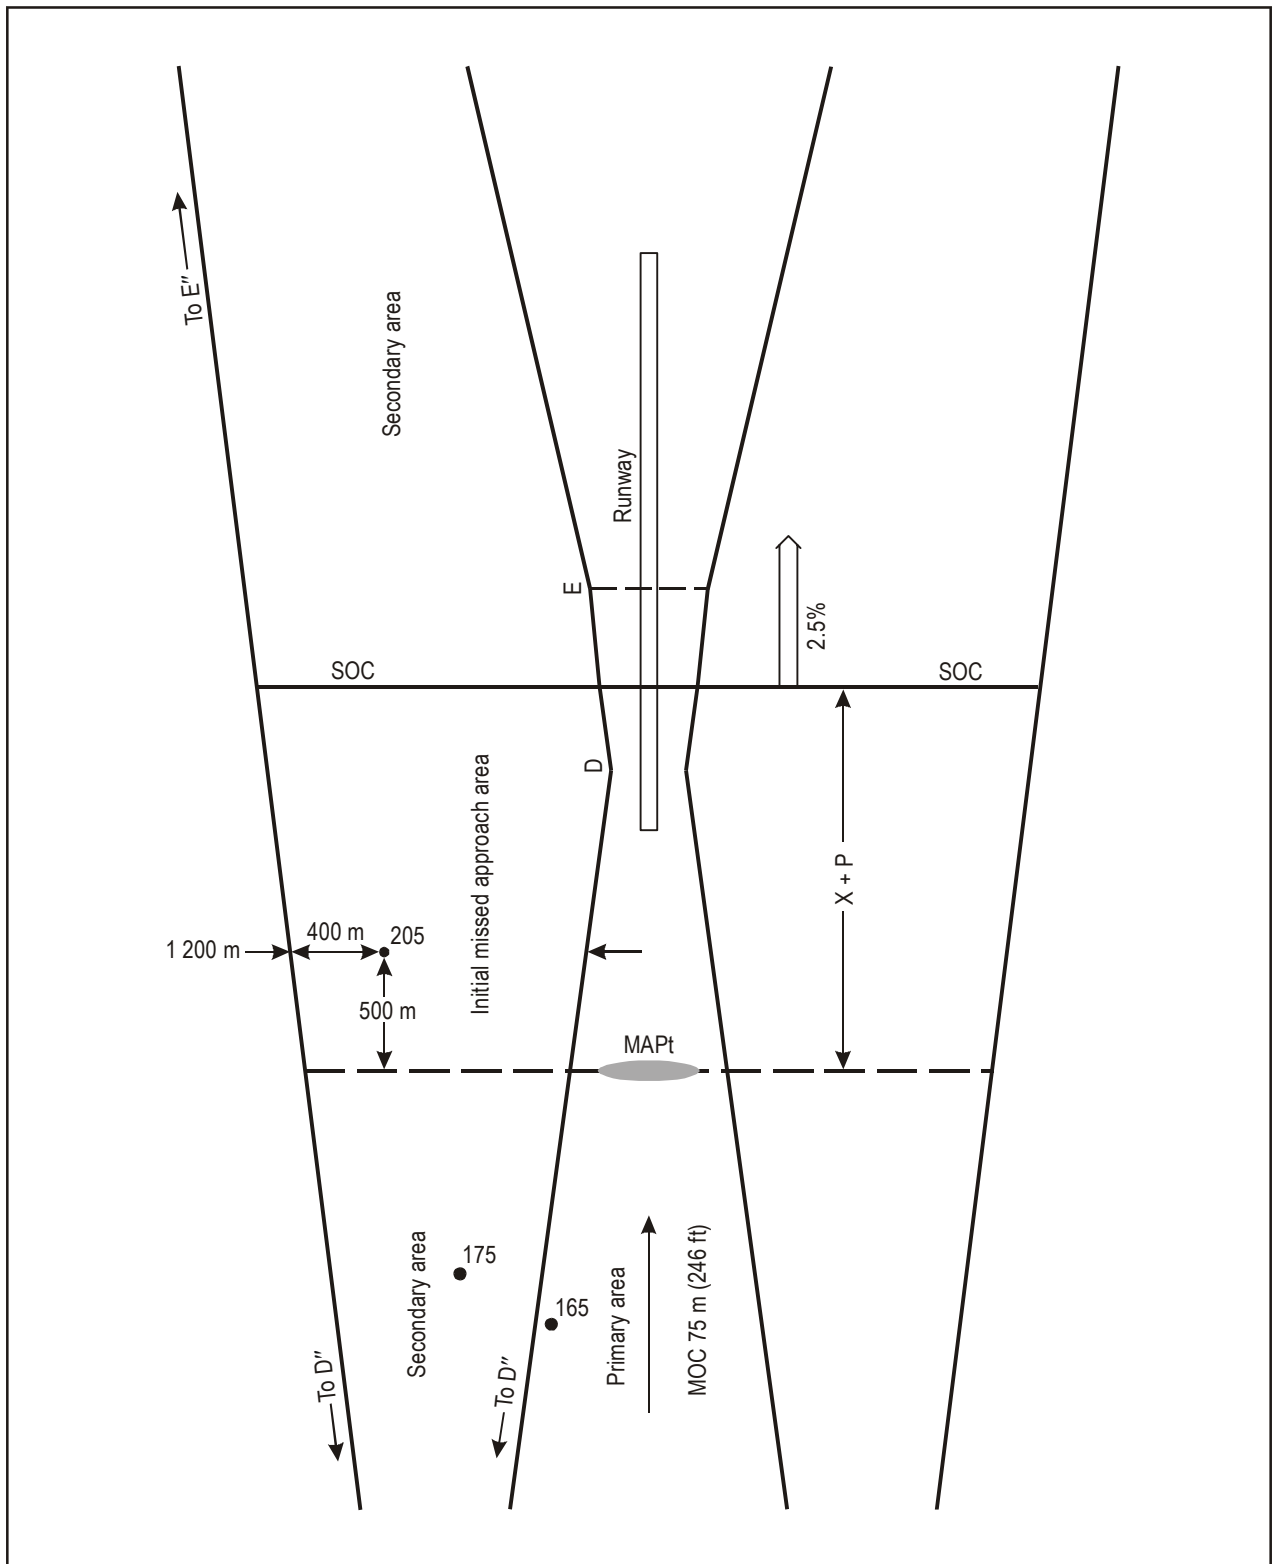 To E″
Secondary area
Runway
E
2.5%
SOC
SOC
D
Initial missed approach area
X + P
1 200 m
400 m
205
500 m
MAPt
175
165
Secondary area
Primary area
MOC 75 m (246 ft)
To D″
To D″